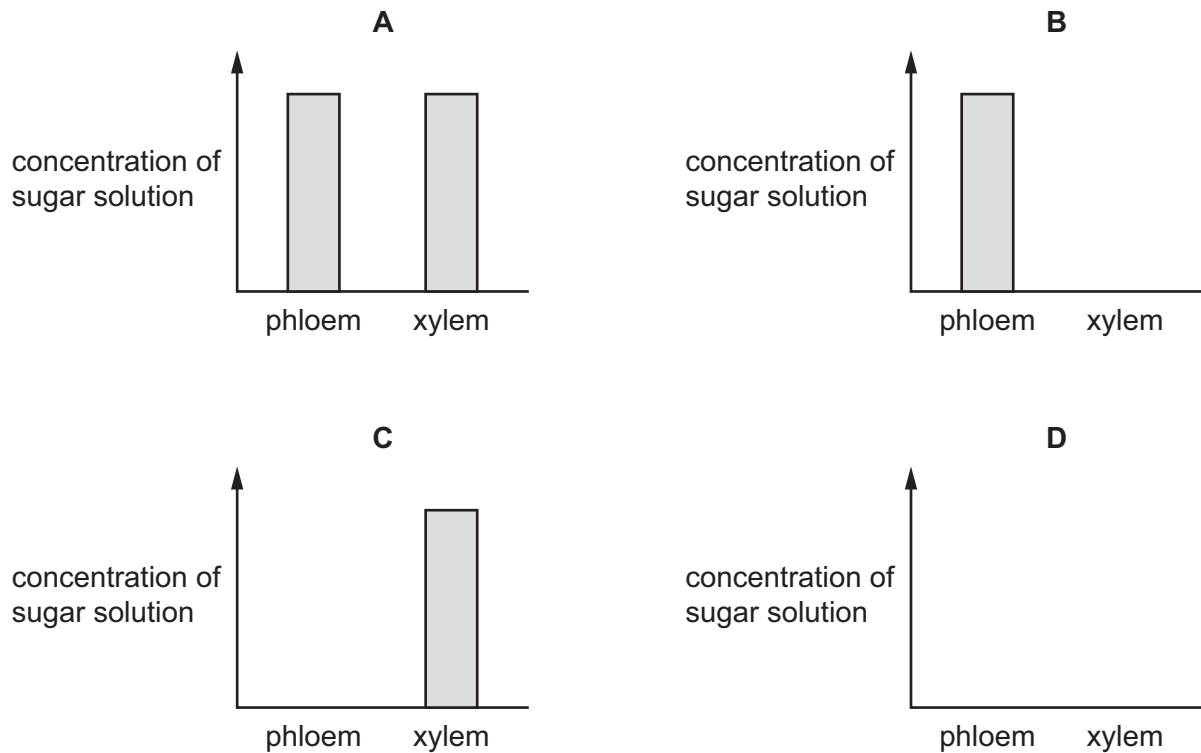 A
concentration of
sugar solution
phloem xylem
B
concentration of
sugar solution
phloem xylem
C
concentration of
sugar solution
phloem xylem
D
concentration of
sugar solution
phloem xylem